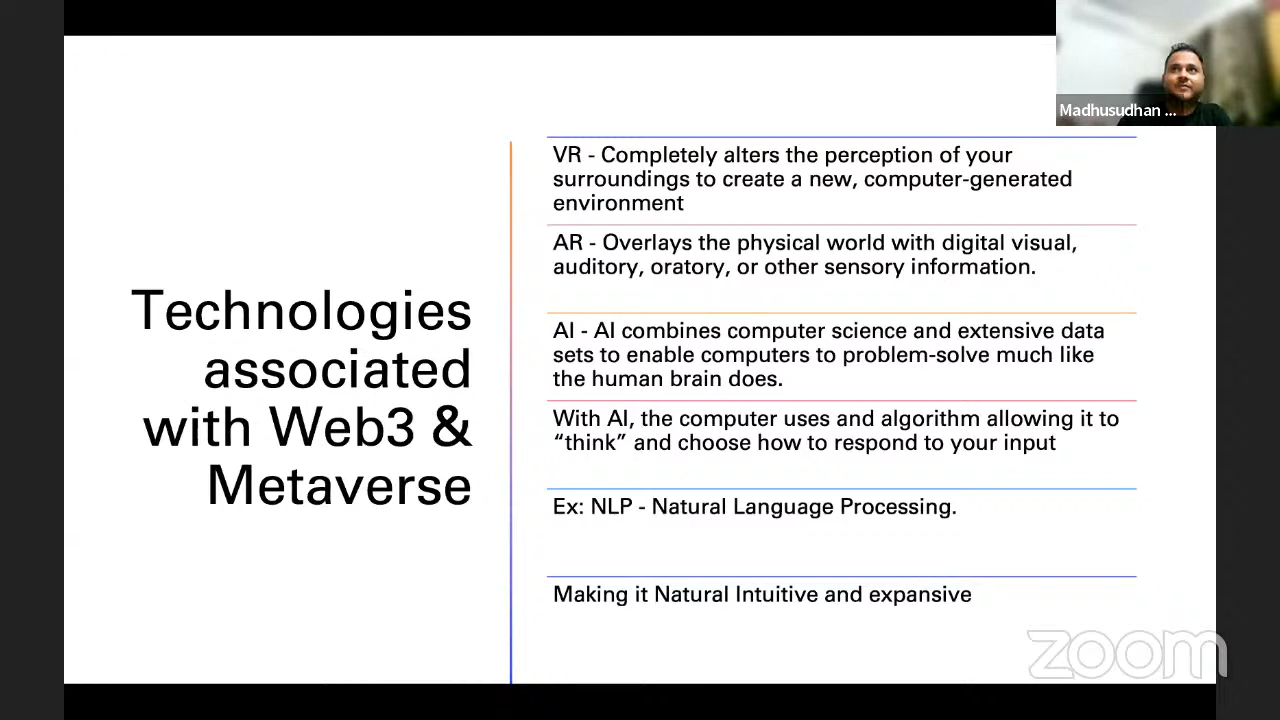 Madhusudhan ...
Technologies
associated
with Web3 &
Metaverse
VR - Completely alters the perception of your
surroundings to create a new, computer-generated
environment
AR - Overlays the physical world with digital visual,
auditory, oratory, or other sensory information.
AI - AI combines computer science and extensive data
sets to enable computers to problem-solve much like
the human brain does.
With AI, the computer uses and algorithm allowing it to
“think” and choose how to respond to your input
Ex: NLP - Natural Language Processing.
Making it Natural Intuitive and expansive
zoom